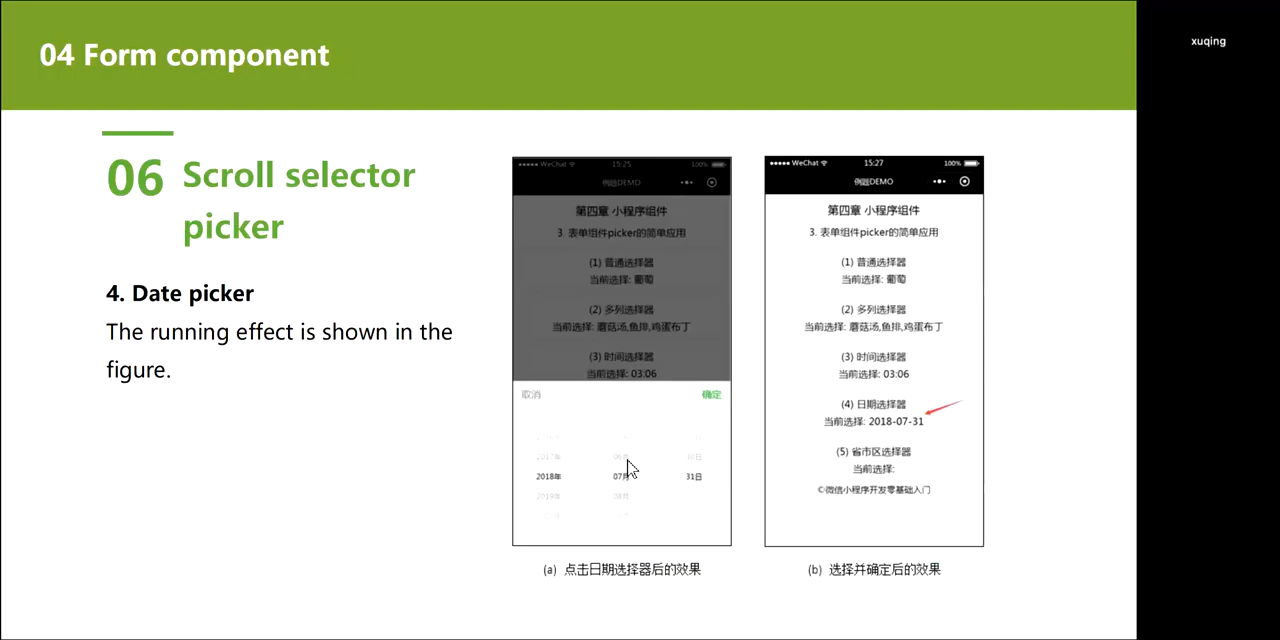 04 Form component
xuqing
06 Scroll selector
picker
4. Date picker
The running effect is shown in the
figure.
WeChat 15:25 100%
例题DEMO
第四章 小程序组件
3. 表单组件picker的简单应用
(1) 普通选择器
当前选择: 葡萄
(2) 多列选择器
当前选择: 蘑菇汤,鱼排,鸡蛋布丁
(3) 时间选择器
当前选择: 03:06
取消 确定
2017年 06月 30日
2018年 07月 31日
2019年 08月
(a) 点击日期选择器后的效果
WeChat 15:27 100%
例题DEMO
第四章 小程序组件
3. 表单组件picker的简单应用
(1) 普通选择器
当前选择: 葡萄
(2) 多列选择器
当前选择: 蘑菇汤,鱼排,鸡蛋布丁
(3) 时间选择器
当前选择: 03:06
(4) 日期选择器
当前选择: 2018-07-31
(5) 省市区选择器
当前选择:
©微信小程序开发零基础入门
(b) 选择并确定后的效果